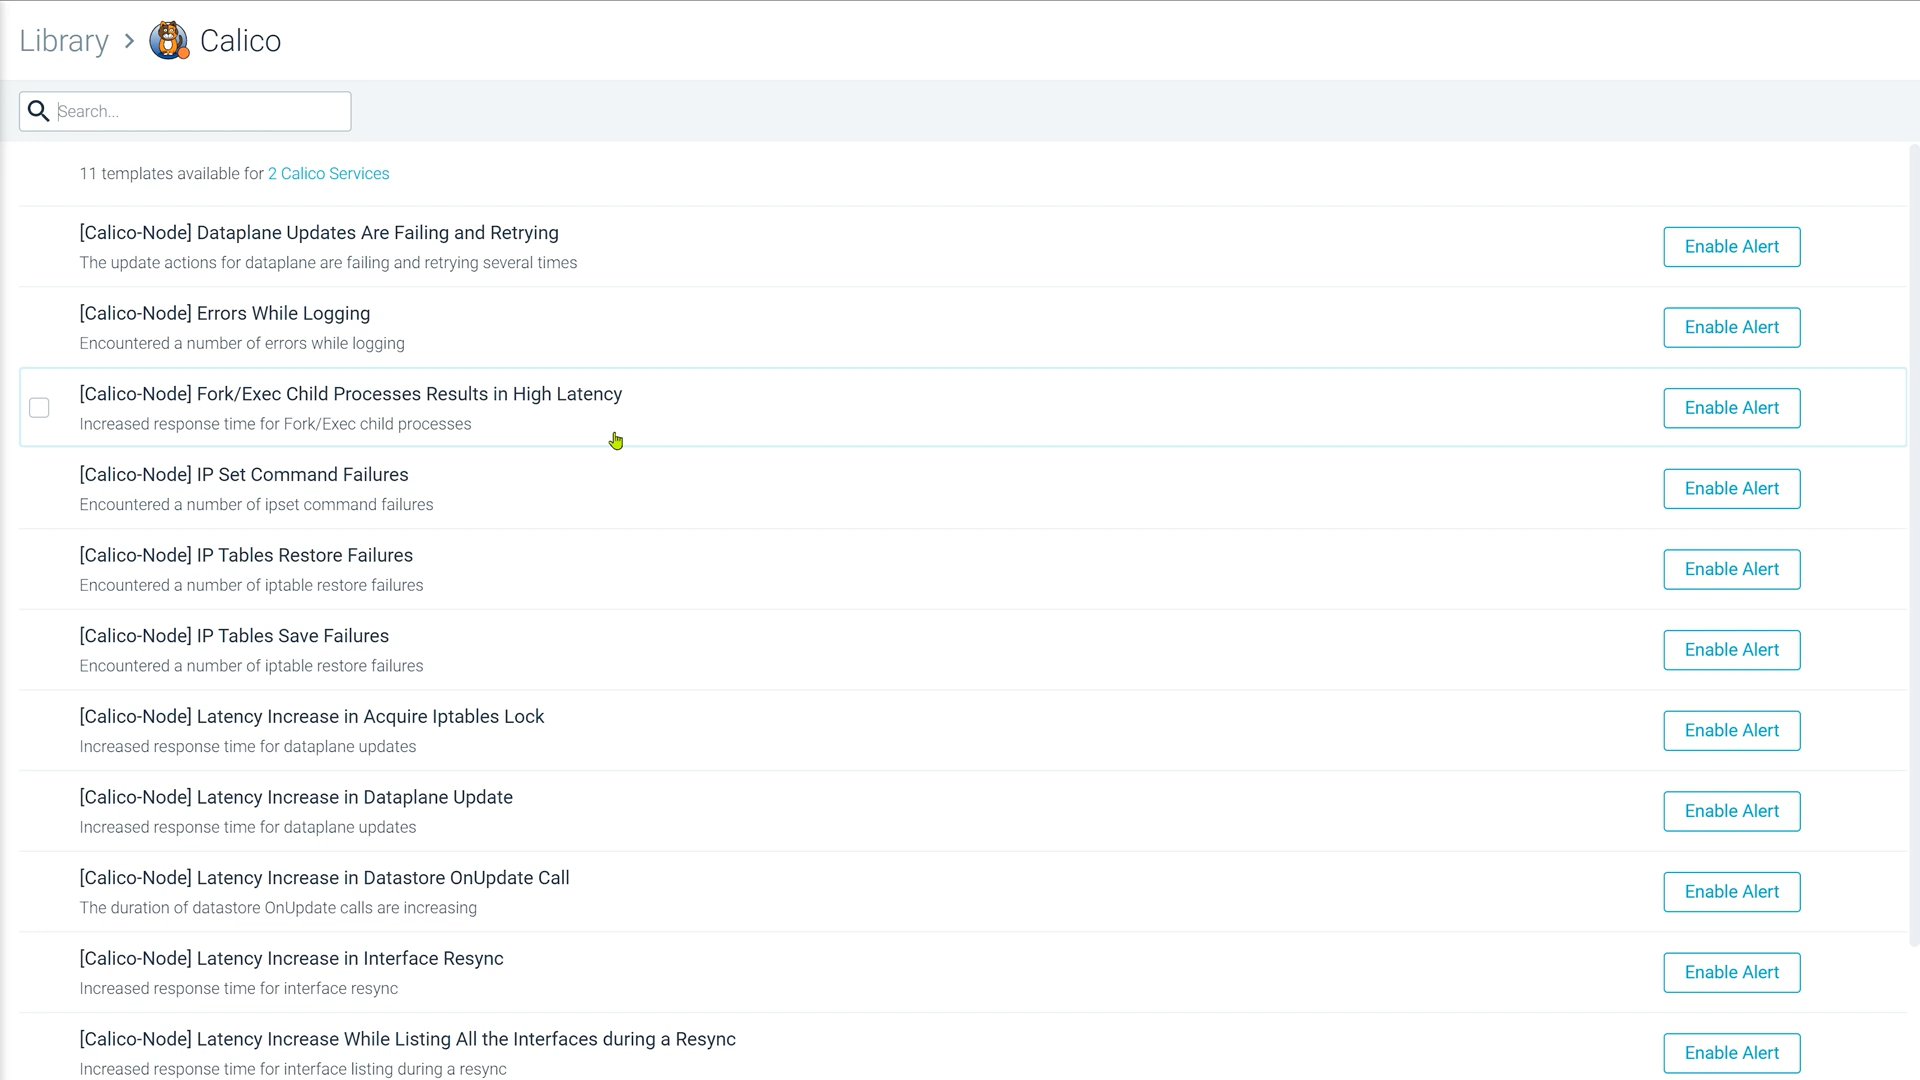 Library > Calico
Search...
11 templates available for 2 Calico Services
[Calico-Node] Dataplane Updates Are Failing and Retrying
The update actions for dataplane are failing and retrying several times
Enable Alert
[Calico-Node] Errors While Logging
Encountered a number of errors while logging
Enable Alert
[Calico-Node] Fork/Exec Child Processes Results in High Latency
Increased response time for Fork/Exec child processes
Enable Alert
[Calico-Node] IP Set Command Failures
Encountered a number of ipset command failures
Enable Alert
[Calico-Node] IP Tables Restore Failures
Encountered a number of iptable restore failures
Enable Alert
[Calico-Node] IP Tables Save Failures
Encountered a number of iptable restore failures
Enable Alert
[Calico-Node] Latency Increase in Acquire Iptables Lock
Increased response time for dataplane updates
Enable Alert
[Calico-Node] Latency Increase in Dataplane Update
Increased response time for dataplane updates
Enable Alert
[Calico-Node] Latency Increase in Datastore OnUpdate Call
The duration of datastore OnUpdate calls are increasing
Enable Alert
[Calico-Node] Latency Increase in Interface Resync
Increased response time for interface resync
Enable Alert
[Calico-Node] Latency Increase While Listing All the Interfaces during a Resync
Increased response time for interface listing during a resync
Enable Alert